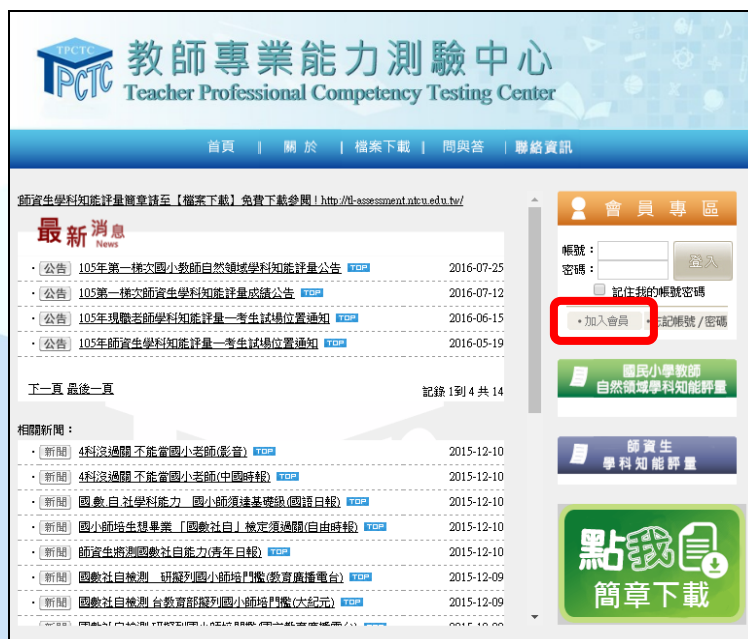 TPCTC
TPCTC
教師專業能力測驗中心
Teacher Professional Competency Testing Center
首頁 | 關於 | 檔案下載 | 問與答 | 聯絡資訊
師資生學科知能評量簡章請至【檔案下載】免費下載參閱！http://tl-assessment.ntcu.edu.tw/
最新消息
News
・公告 105年第一梯次國小教師自然領域學科知能評量公告 TOP 2016-07-25
・公告 105第一梯次師資生學科知能評量成績公告 TOP 2016-07-12
・公告 105年現職老師學科知能評量－考生試場位置通知 TOP 2016-06-15
・公告 105年師資生學科知能評量－考生試場位置通知 TOP 2016-05-19
下一頁 最後一頁 記錄 1到 4 共 14
相關新聞：
・新聞 4科沒過關 不能當國小老師(影音) TOP 2015-12-10
・新聞 4科沒過關 不能當國小老師(中國時報) TOP 2015-12-10
・新聞 國.數.自.社學科能力　國小師須達基礎級(國語日報) TOP 2015-12-10
・新聞 國小師培生想畢業 「國數社自」檢定須過關(自由時報) TOP 2015-12-10
・新聞 師資生將測國數社自能力(青年日報) TOP 2015-12-10
・新聞 國數社自檢測　研擬列國小師培門檻(教育廣播電台) TOP 2015-12-09
・新聞 國數社自檢測 台教育部擬列國小師培門檻(大紀元) TOP 2015-12-09
會員專區
帳號：
密碼：
登入
記住我的帳號密碼
・加入會員 ・忘記帳號 / 密碼
國民小學教師
自然領域學科知能評量
師資生
學科知能評量
點我
簡章下載